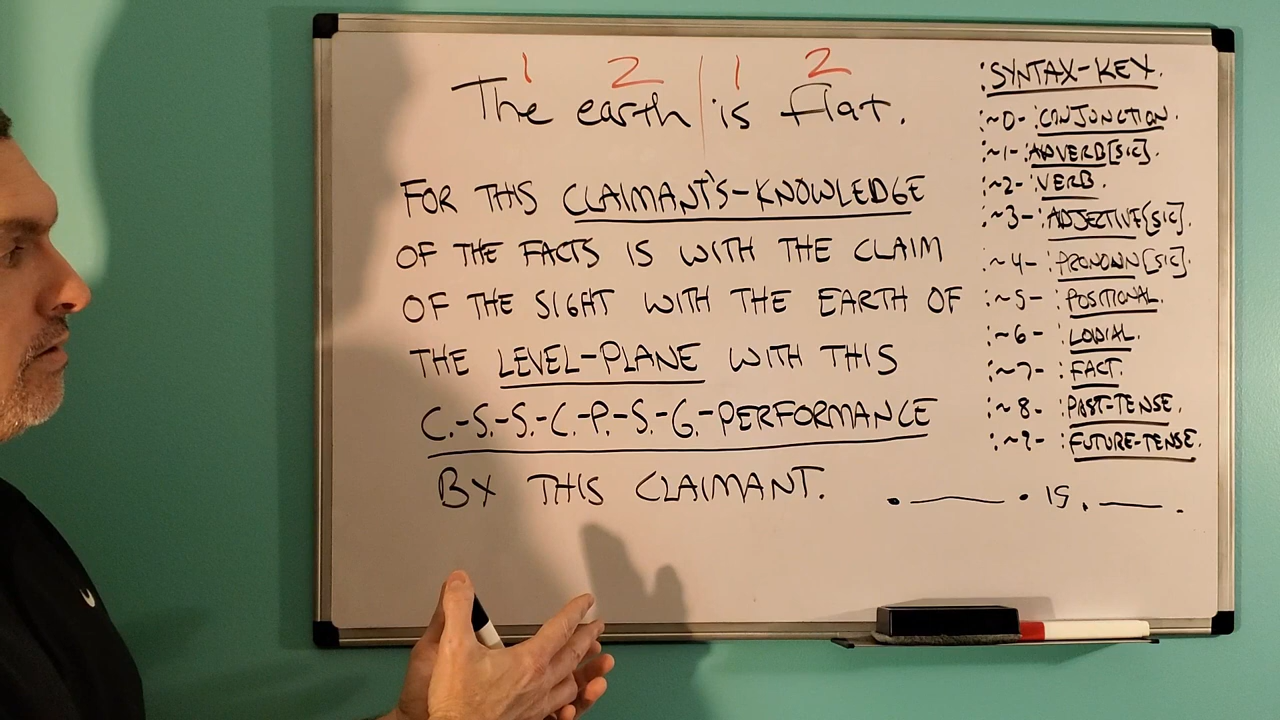 1 2 | 1 2
The earth is flat.
FOR THIS CLAIMANT'S-KNOWLEDGE
OF THE FACTS IS WITH THE CLAIM
OF THE SIGHT WITH THE EARTH OF
THE LEVEL-PLANE WITH THIS
C.-S.-S.-C.-P.-S.-G.-PERFORMANCE
BY THIS CLAIMANT.
:SYNTAX-KEY.
:~0- :CONJUNCTION.
:~1- :ADVERB[SIC].
:~2- :VERB.
:~3- :ADJECTIVE[SIC].
:~4- :PRONOUN[SIC].
:~5- :POSITIONAL.
:~6- :LODIAL.
:~7- :FACT.
:~8- :PAST-TENSE.
:~9- :FUTURE-TENSE.
. ____ . IS . ____ .